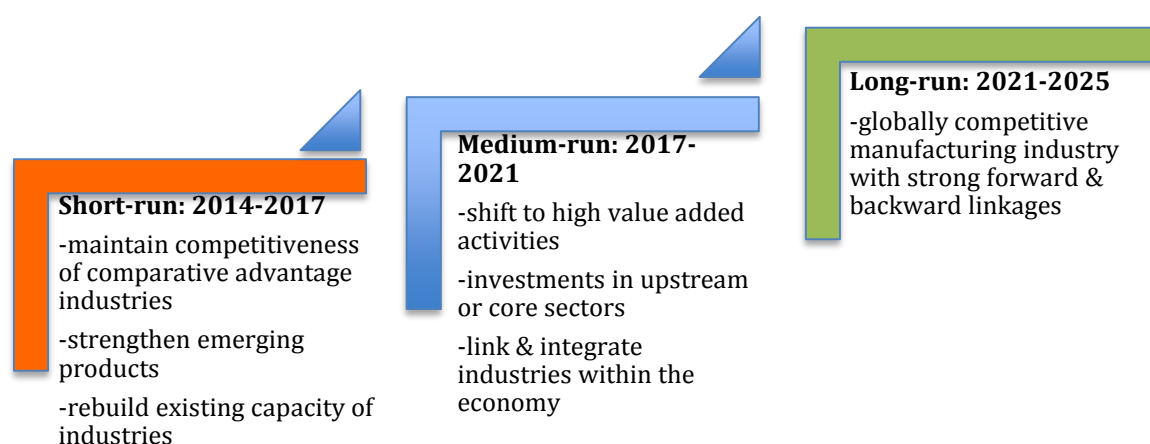 Short-run: 2014-2017
-maintain competitiveness
of comparative advantage
industries
-strengthen emerging
products
-rebuild existing capacity of
industries
Medium-run: 2017-
2021
-shift to high value added
activities
-investments in upstream
or core sectors
-link & integrate
industries within the
economy
Long-run: 2021-2025
-globally competitive
manufacturing industry
with strong forward &
backward linkages